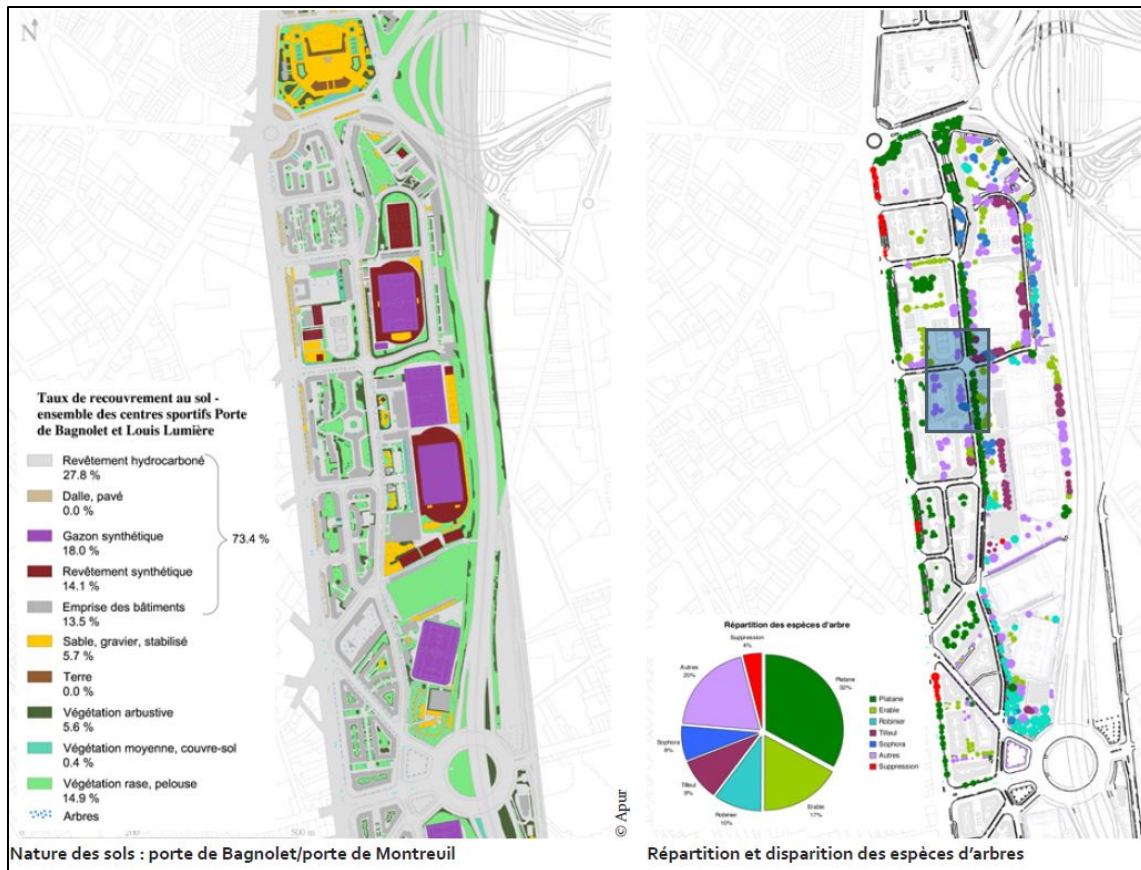 N
Taux de recouvrement au sol -
ensemble des centres sportifs Porte
de Bagnolet et Louis Lumière
Revêtement hydrocarboné
27.8 %
Dalle, pavé
0.0 %
Gazon synthétique
18.0 %
Revêtement synthétique
14.1 %
Emprise des bâtiments
13.5 %
73.4 %
Sable, gravier, stabilisé
5.7 %
Terre
0.0 %
Végétation arbustive
5.6 %
Végétation moyenne, couvre-sol
0.4 %
Végétation rase, pelouse
14.9 %
Arbres
500 m
Nature des sols : porte de Bagnolet/porte de Montreuil
© Apur
Répartition des espèces d'arbre
Suppression
4%
Autres
20%
Platane
32%
Sophora
8%
Tilleul
9%
Robinier
10%
Erable
17%
Platane
Erable
Robinier
Tilleul
Sophora
Autres
Suppression
Répartition et disparition des espèces d'arbres